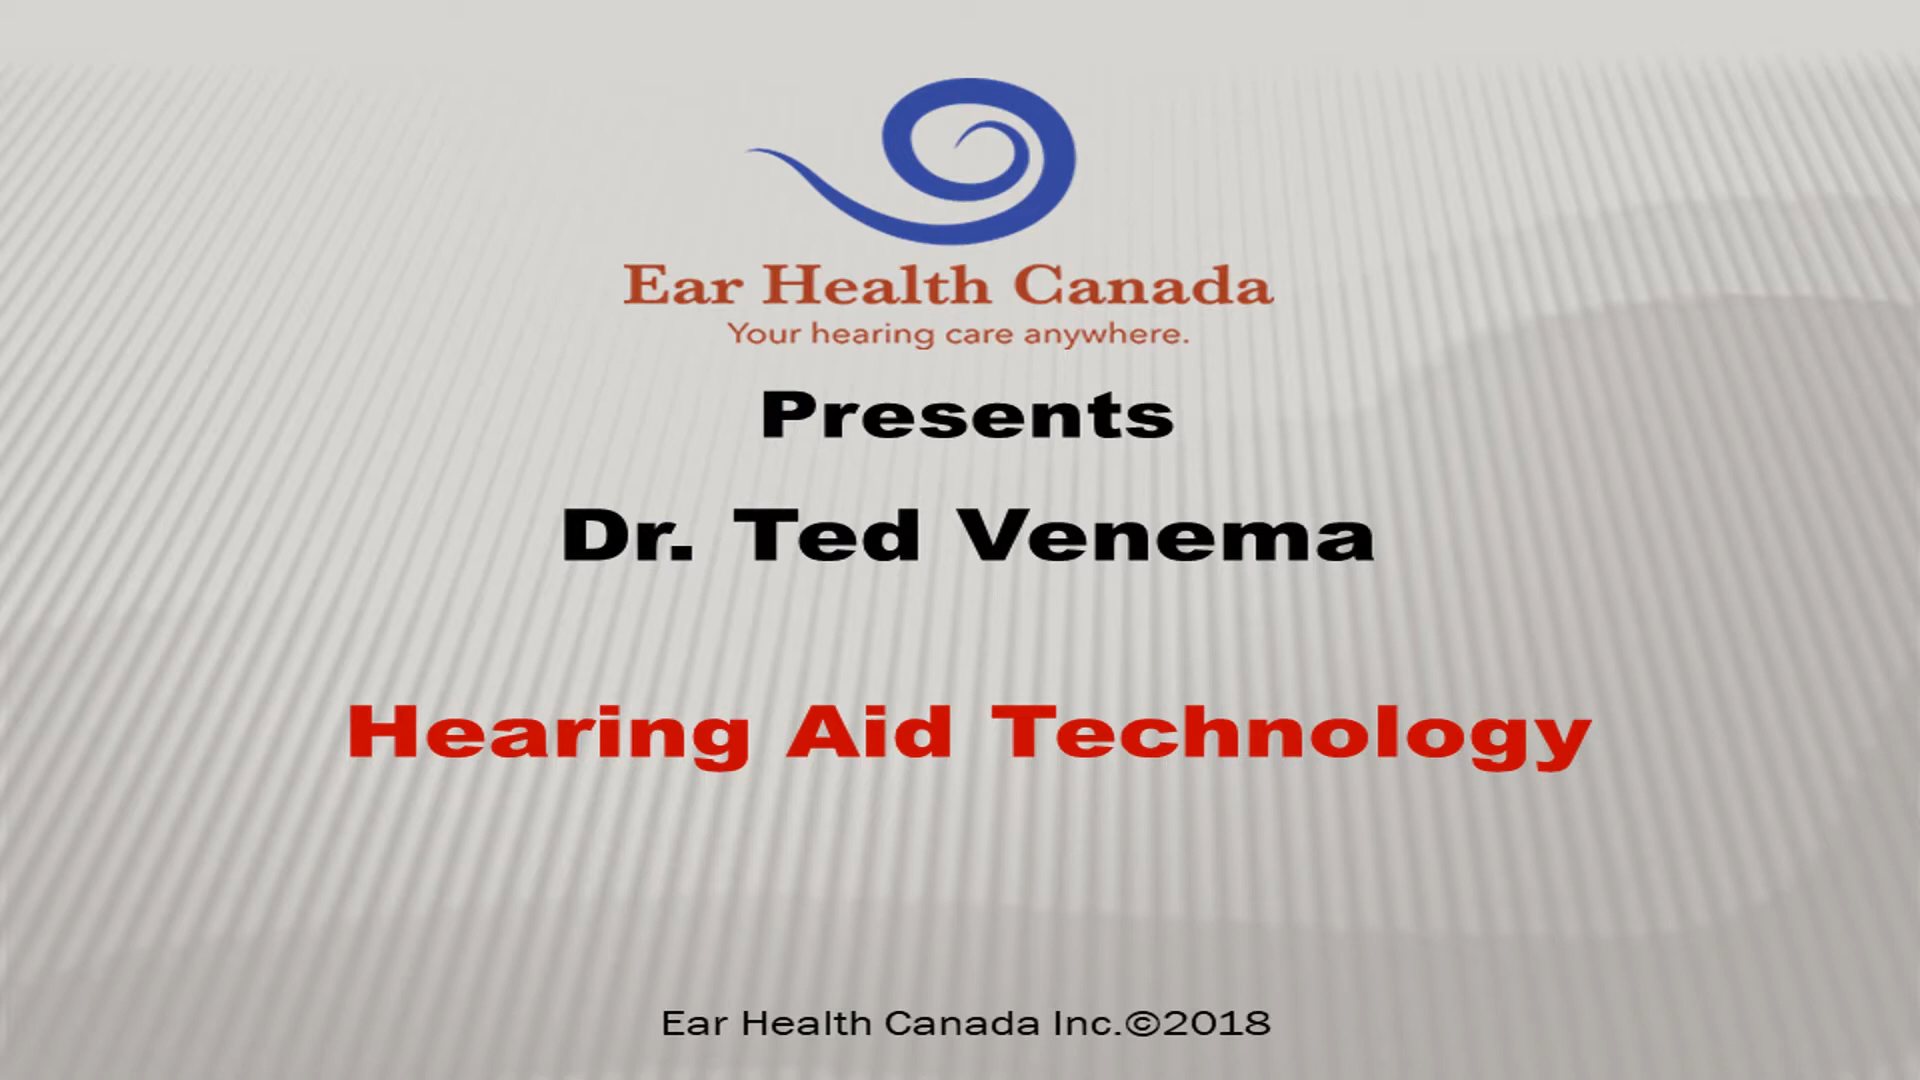 Ear Health Canada
Your hearing care anywhere.
Presents
Dr. Ted Venema
Hearing Aid Technology
Ear Health Canada Inc.©2018